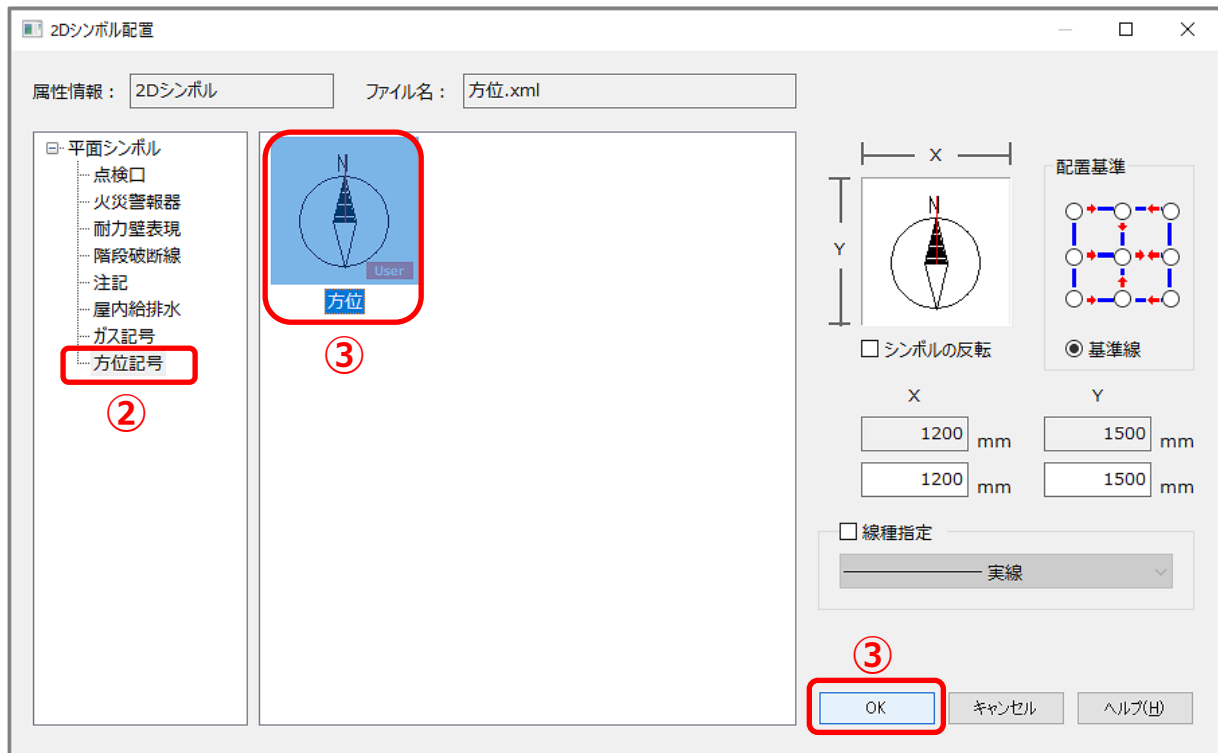 2Dシンボル配置
属性情報： 2Dシンボル ファイル名： 方位.xml
平面シンボル
点検口
火災警報器
耐力壁表現
階段破断線
注記
屋内給排水
ガス記号
方位記号
②
N
User
方位
③
X
Y
N
シンボルの反転
配置基準
基準線
X Y
1200 mm 1500 mm
1200 mm 1500 mm
線種指定
実線
③
OK キャンセル ヘルプ(H)